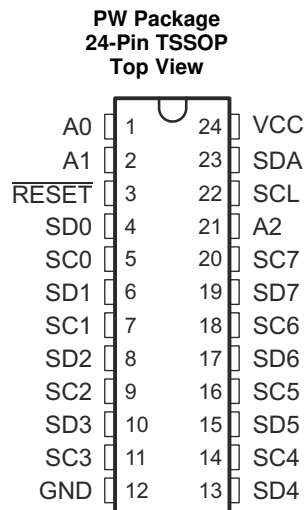 PW Package
24-Pin TSSOP
Top View
A0 1 24 VCC
A1 2 23 SDA
RESET 3 22 SCL
SD0 4 21 A2
SC0 5 20 SC7
SD1 6 19 SD7
SC1 7 18 SC6
SD2 8 17 SD6
SC2 9 16 SC5
SD3 10 15 SD5
SC3 11 14 SC4
GND 12 13 SD4